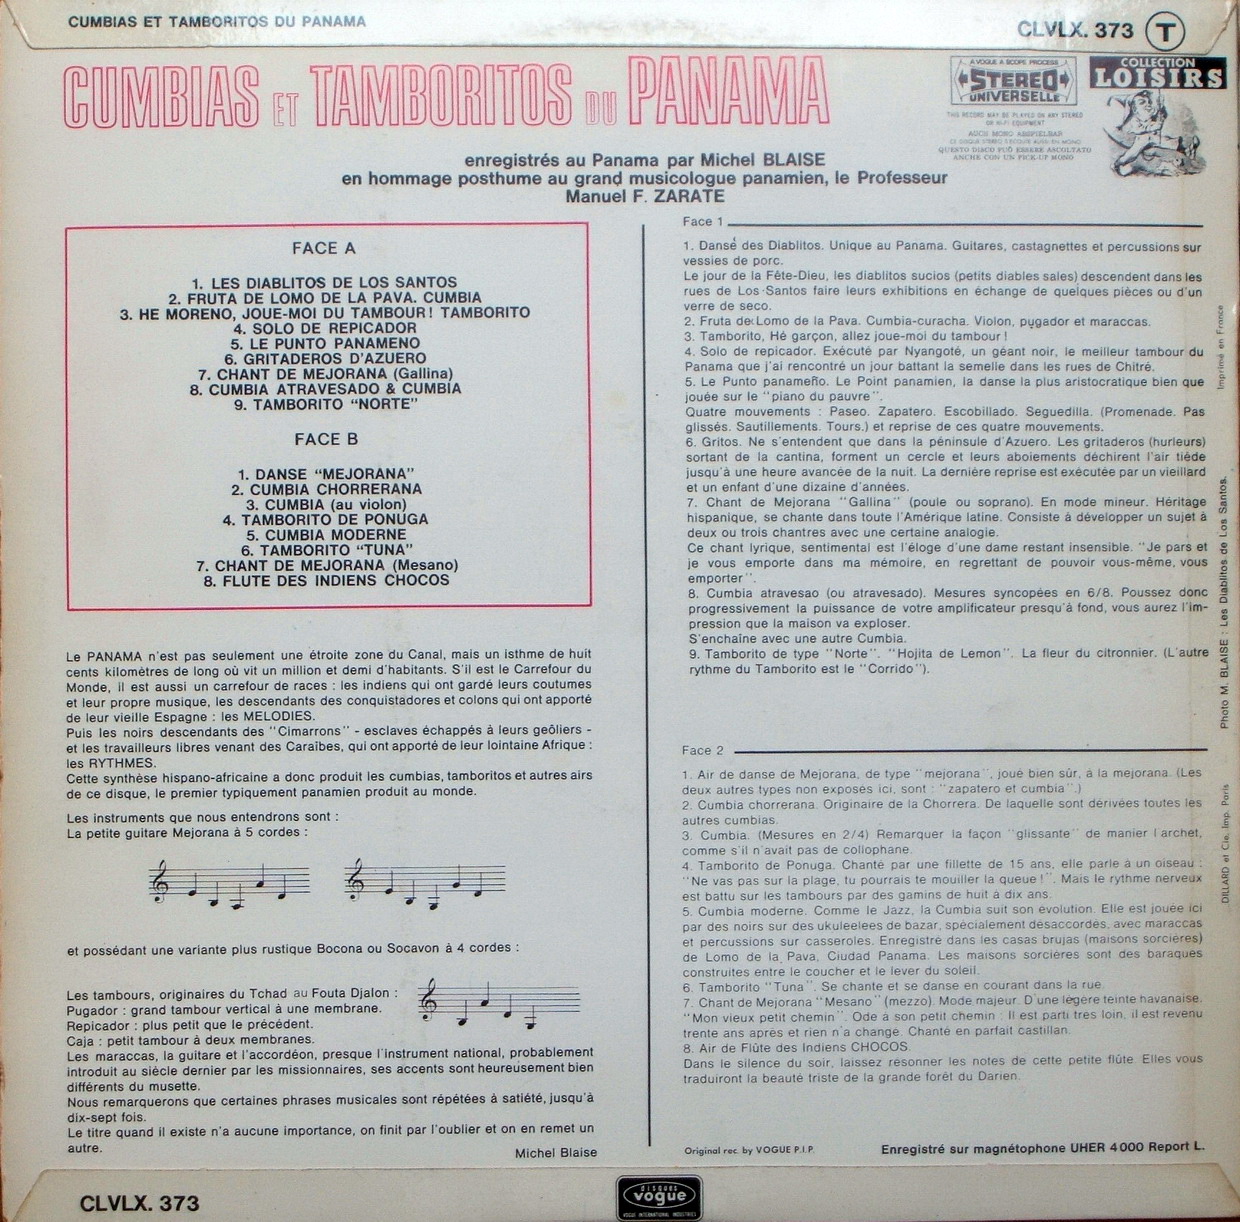 CUMBIAS ET TAMBORITOS DU PANAMA
CLVLX. 373 T
CUMBIAS ET TAMBORITOS DU PANAMA
A VOGUE A SCOPE PROCESS
STEREO
UNIVERSELLE
THIS RECORD MAY BE PLAYED ON ANY STEREO
OR HI-FI EQUIPMENT
AUCH MONO ABSPIELBAR
CE DISQUE STEREO S'ECOUTE AUSSI EN MONO
QUESTO DISCO PUÒ ESSERE ASCOLTATO
ANCHE CON UN PICK-UP MONO
COLLECTION
LOISIRS
enregistrés au Panama par Michel BLAISE
en hommage posthume au grand musicologue panamien, le Professeur
Manuel F. ZARATE
FACE A
1. LES DIABLITOS DE LOS SANTOS
2. FRUTA DE LOMO DE LA PAVA. CUMBIA
3. HE MORENO, JOUE-MOI DU TAMBOUR! TAMBORITO
4. SOLO DE REPICADOR
5. LE PUNTO PANAMENO
6. GRITADEROS D'AZUERO
7. CHANT DE MEJORANA (Gallina)
8. CUMBIA ATRAVESADO & CUMBIA
9. TAMBORITO "NORTE"
FACE B
1. DANSE "MEJORANA"
2. CUMBIA CHORRERANA
3. CUMBIA (au violon)
4. TAMBORITO DE PONUGA
5. CUMBIA MODERNE
6. TAMBORITO "TUNA"
7. CHANT DE MEJORANA (Mesano)
8. FLUTE DES INDIENS CHOCOS
Le PANAMA n'est pas seulement une étroite zone du Canal, mais un isthme de huit
cents kilomètres de long où vit un million et demi d'habitants. S'il est le Carrefour du
Monde, il est aussi un carrefour de races : les indiens qui ont gardé leurs coutumes
et leur propre musique, les descendants des conquistadores et colons qui ont apporté
de leur vieille Espagne : les MELODIES.
Puis les noirs descendants des "Cimarrons" - esclaves échappés à leurs geôliers -
et les travailleurs libres venant des Caraïbes, qui ont apporté de leur lointaine Afrique :
les RYTHMES.
Cette synthèse hispano-africaine a donc produit les cumbias, tamboritos et autres airs
de ce disque, le premier typiquement panamien produit au monde.
Les instruments que nous entendrons sont :
La petite guitare Mejorana à 5 cordes :
et possédant une variante plus rustique Bocona ou Socavon à 4 cordes :
Les tambours, originaires du Tchad au Fouta Djalon :
Pugador : grand tambour vertical à une membrane.
Repicador : plus petit que le précédent.
Caja : petit tambour à deux membranes.
Les maraccas, la guitare et l'accordéon, presque l'instrument national, probablement
introduit au siècle dernier par les missionnaires, ses accents sont heureusement bien
différents du musette.
Nous remarquerons que certaines phrases musicales sont répétées à satiété, jusqu'à
dix-sept fois.
Le titre quand il existe n'a aucune importance, on finit par l'oublier et on en remet un
autre.
Michel Blaise
Face 1
1. Danse des Diablitos. Unique au Panama. Guitares, castagnettes et percussions sur
vessies de porc.
Le jour de la Fête-Dieu, les diablitos sucios (petits diables sales) descendent dans les
rues de Los Santos faire leurs exhibitions en échange de quelques pièces ou d'un
verre de seco.
2. Fruta de Lomo de la Pava. Cumbia-curacha. Violon, pugador et maraccas.
3. Tamborito, Hé garçon, allez joue-moi du tambour !
4. Solo de repicador. Exécuté par Nyangoté, un géant noir, le meilleur tambour du
Panama que j'ai rencontré un jour battant la semelle dans les rues de Chitré.
5. Le Punto panameño. Le Point panamien, la danse la plus aristocratique bien que
jouée sur le "piano du pauvre".
Quatre mouvements : Paseo. Zapatero. Escobillado. Seguedilla. (Promenade. Pas
glissés. Sautillements. Tours.) et reprise de ces quatre mouvements.
6. Gritos. Ne s'entendent que dans la péninsule d'Azuero. Les gritaderos (hurleurs)
sortant de la cantina, forment un cercle et leurs aboiements déchirent l'air tiède
jusqu'à une heure avancée de la nuit. La dernière reprise est exécutée par un vieillard
et un enfant d'une dizaine d'années.
7. Chant de Mejorana "Gallina" (poule ou soprano). En mode mineur. Héritage
hispanique, se chante dans toute l'Amérique latine. Consiste à développer un sujet à
deux ou trois chantres avec une certaine analogie.
Ce chant lyrique, sentimental est l'éloge d'une dame restant insensible. "Je pars et
je vous emporte dans ma mémoire, en regrettant de pouvoir vous-même, vous
emporter".
8. Cumbia atravesao (ou atravesado). Mesures syncopées en 6/8. Poussez donc
progressivement la puissance de votre amplificateur presqu'à fond, vous aurez l'im-
pression que la maison va exploser.
S'enchaîne avec une autre Cumbia.
9. Tamborito de type "Norte". "Hojita de Lemon". La fleur du citronnier. (L'autre
rythme du Tamborito est le "Corrido").
Face 2
1. Air de danse de Mejorana, de type "mejorana", joué bien sûr, à la mejorana. (Les
deux autres types non exposés ici, sont : "zapatero et cumbia".)
2. Cumbia chorrerana. Originaire de la Chorrera. De laquelle sont dérivées toutes les
autres cumbias.
3. Cumbia. (Mesures en 2/4) Remarquer la façon "glissante" de manier l'archet,
comme s'il n'avait pas de collophane.
4. Tamborito de Ponuga. Chanté par une fillette de 15 ans, elle parle à un oiseau :
"Ne vas pas sur la plage, tu pourrais te mouiller la queue !". Mais le rythme nerveux
est battu sur les tambours par des gamins de huit à dix ans.
5. Cumbia moderne. Comme le Jazz, la Cumbia suit son évolution. Elle est jouée ici
par des noirs sur des ukuleelees de bazar, spécialement désaccordés, avec maraccas
et percussions sur casseroles. Enregistré dans les casas brujas (maisons sorcières)
de Lomo de la Pava, Ciudad Panama. Les maisons sorcières sont des baraques
construites entre le coucher et le lever du soleil.
6. Tamborito "Tuna". Se chante et se danse en courant dans la rue.
7. Chant de Mejorana "Mesano" (mezzo). Mode majeur. D'une légère teinte havanaise.
"Mon vieux petit chemin". Ode à son petit chemin : Il est parti très loin, il est revenu
trente ans après et rien n'a changé. Chanté en parfait castillan.
8. Air de Flûte des Indiens CHOCOS.
Dans le silence du soir, laissez résonner les notes de cette petite flûte. Elles vous
traduiront la beauté triste de la grande forêt du Darien.
Original rec. by VOGUE P.I.P.
Enregistré sur magnétophone UHER 4000 Report L.
Imprimé en France
Photo M. BLAISE : Les Diablitos de Los Santos.
DILLARD et Cie. Imp. Paris
CLVLX. 373
disques
vogue
VOGUE INTERNATIONAL INDUSTRIES